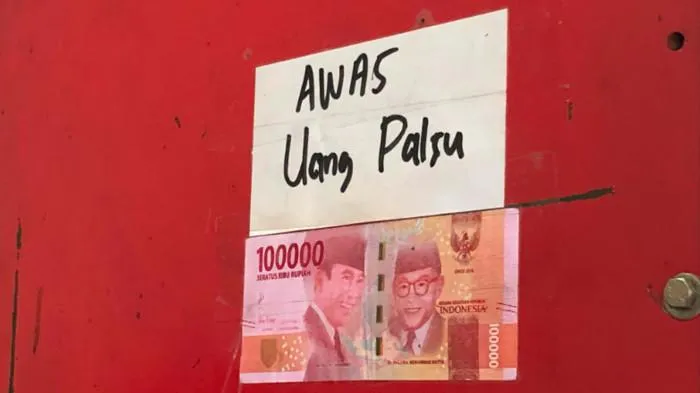 AWAS
Uang Palsu
100000
SERATUS RIBU RUPIAH
INDONESIA
100000